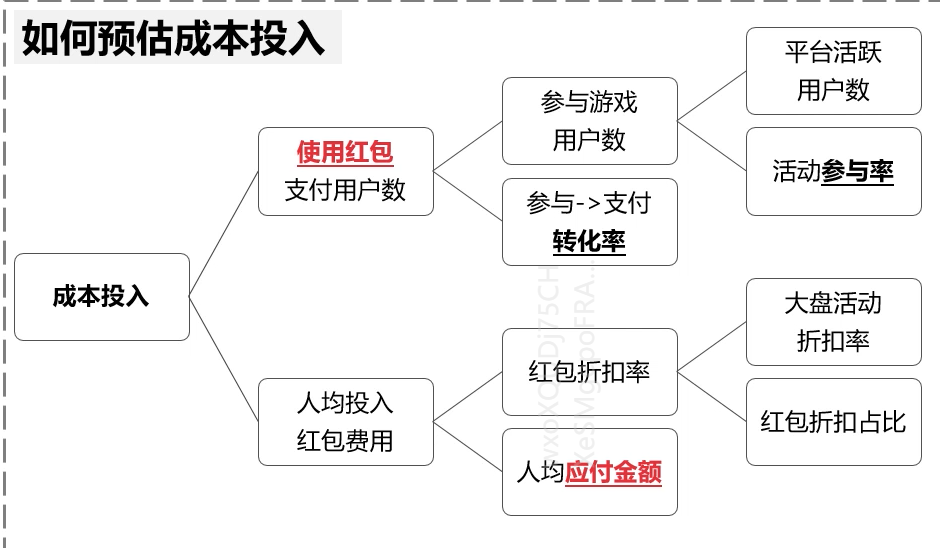 如何预估成本投入
平台活跃
用户数
参与游戏
用户数
使用红包
支付用户数
活动参与率
参与->支付
转化率
成本投入
大盘活动
折扣率
红包折扣率
人均投入
红包费用
红包折扣占比
人均应付金额